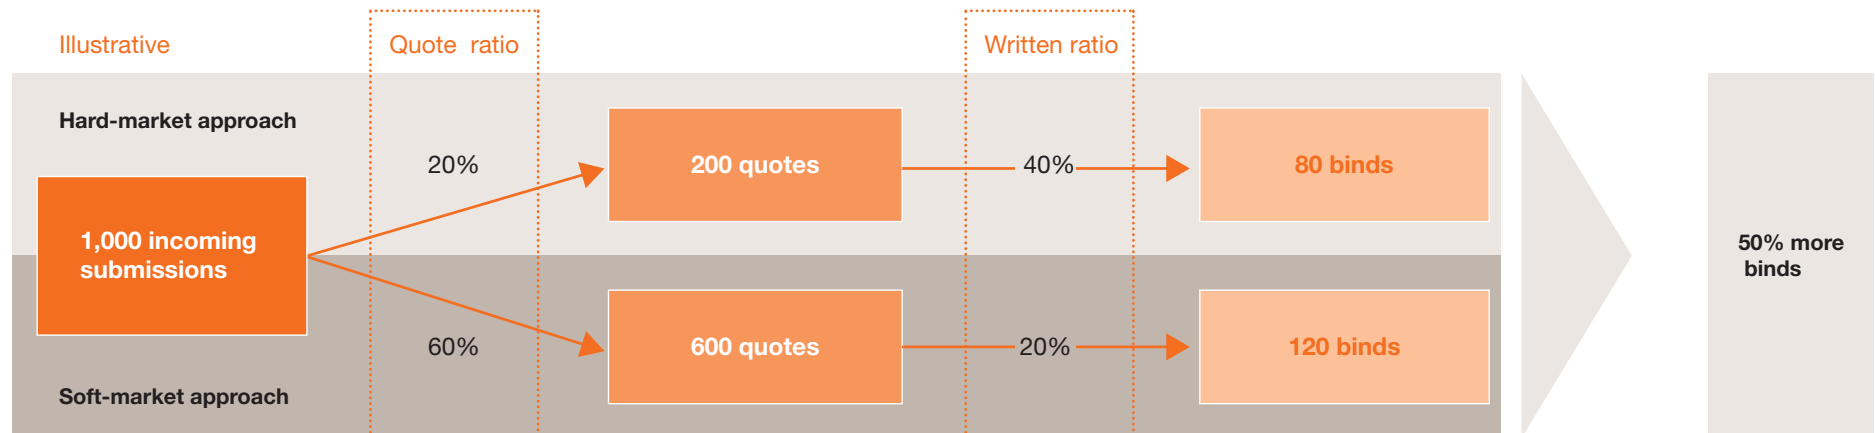 Illustrative
Quote ratio
Written ratio
Hard-market approach
20%
200 quotes
40%
80 binds
1,000 incoming
submissions
50% more
binds
60%
600 quotes
20%
120 binds
Soft-market approach